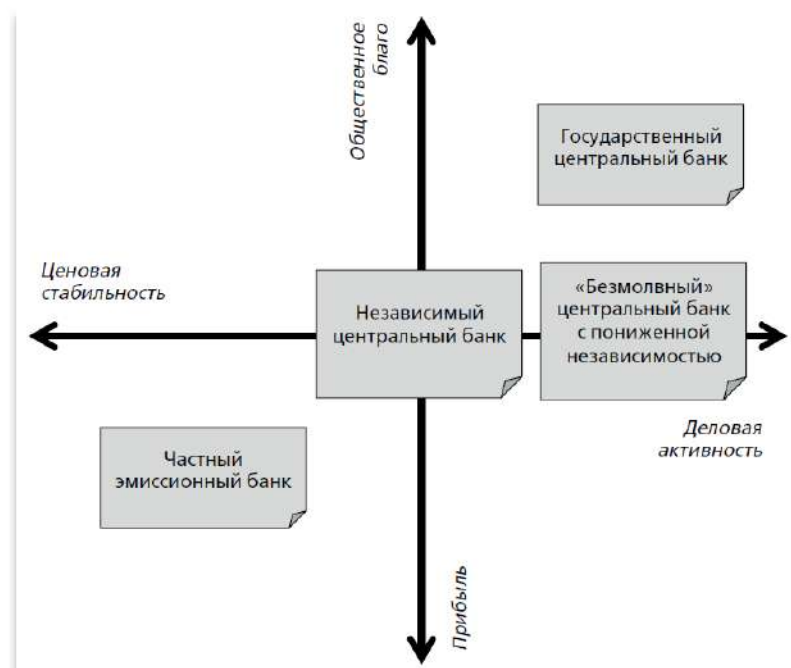 Общественное
благо
Государственный
центральный банк
Ценовая
стабильность
Независимый
центральный банк
«Безмолвный»
центральный банк
с пониженной
независимостью
Частный
эмиссионный банк
Деловая
активность
Прибыль